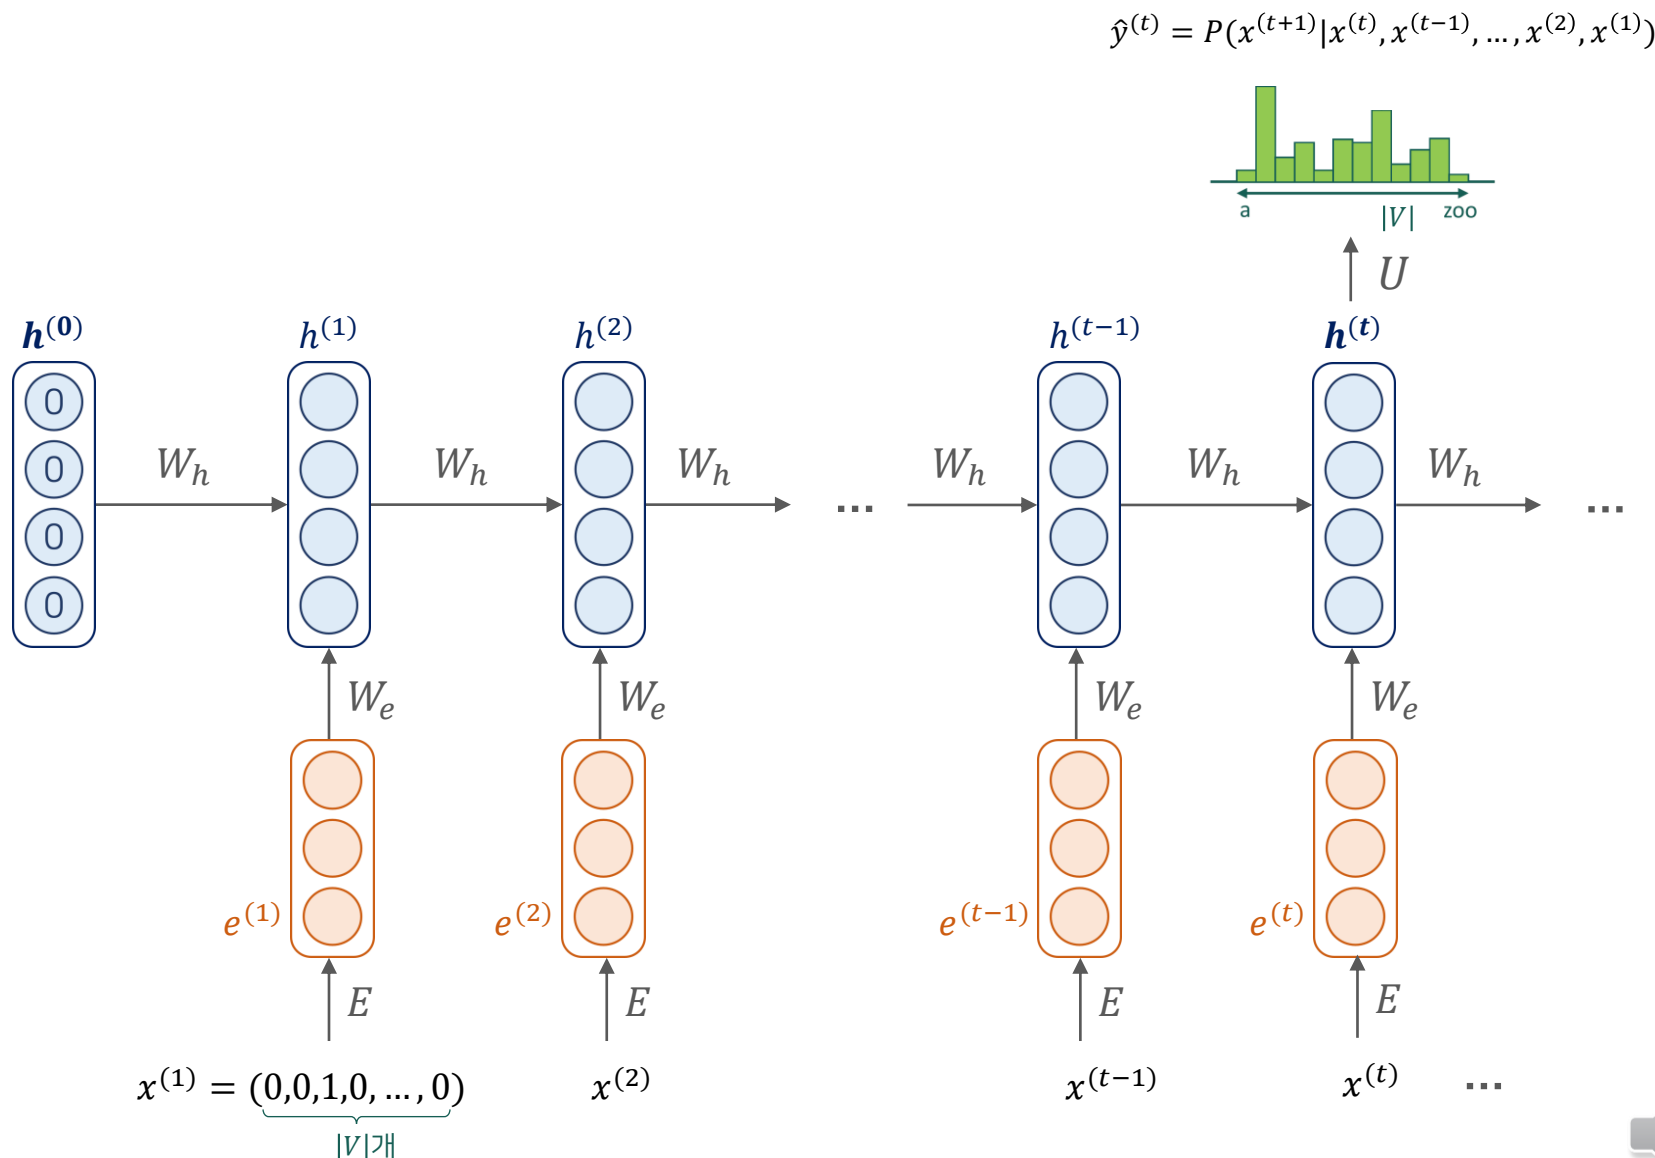 ŷ⁽ᵗ⁾ = P(x⁽ᵗ⁺¹⁾|x⁽ᵗ⁾, x⁽ᵗ⁻¹⁾, …, x⁽²⁾, x⁽¹⁾)
a |V| zoo
U
h⁽⁰⁾ h⁽¹⁾ h⁽²⁾ h⁽ᵗ⁻¹⁾ h⁽ᵗ⁾
0
0
0
0
W_h W_h W_h … W_h W_h W_h …
W_e W_e W_e W_e
e⁽¹⁾ e⁽²⁾ e⁽ᵗ⁻¹⁾ e⁽ᵗ⁾
E E E E
x⁽¹⁾ = (0,0,1,0, … , 0) x⁽²⁾ x⁽ᵗ⁻¹⁾ x⁽ᵗ⁾ …
|V|개